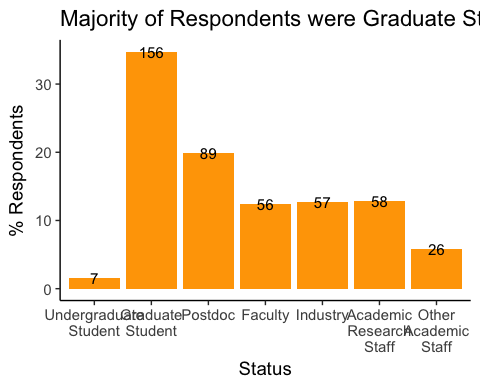 Majority of Respondents were Graduate St
156
30
% Respondents
20
89
56
57
58
10
26
7
0
Undergraduate Student
Graduate Student
Postdoc
Faculty
Industry
Academic Research Staff
Other Academic Staff
Status